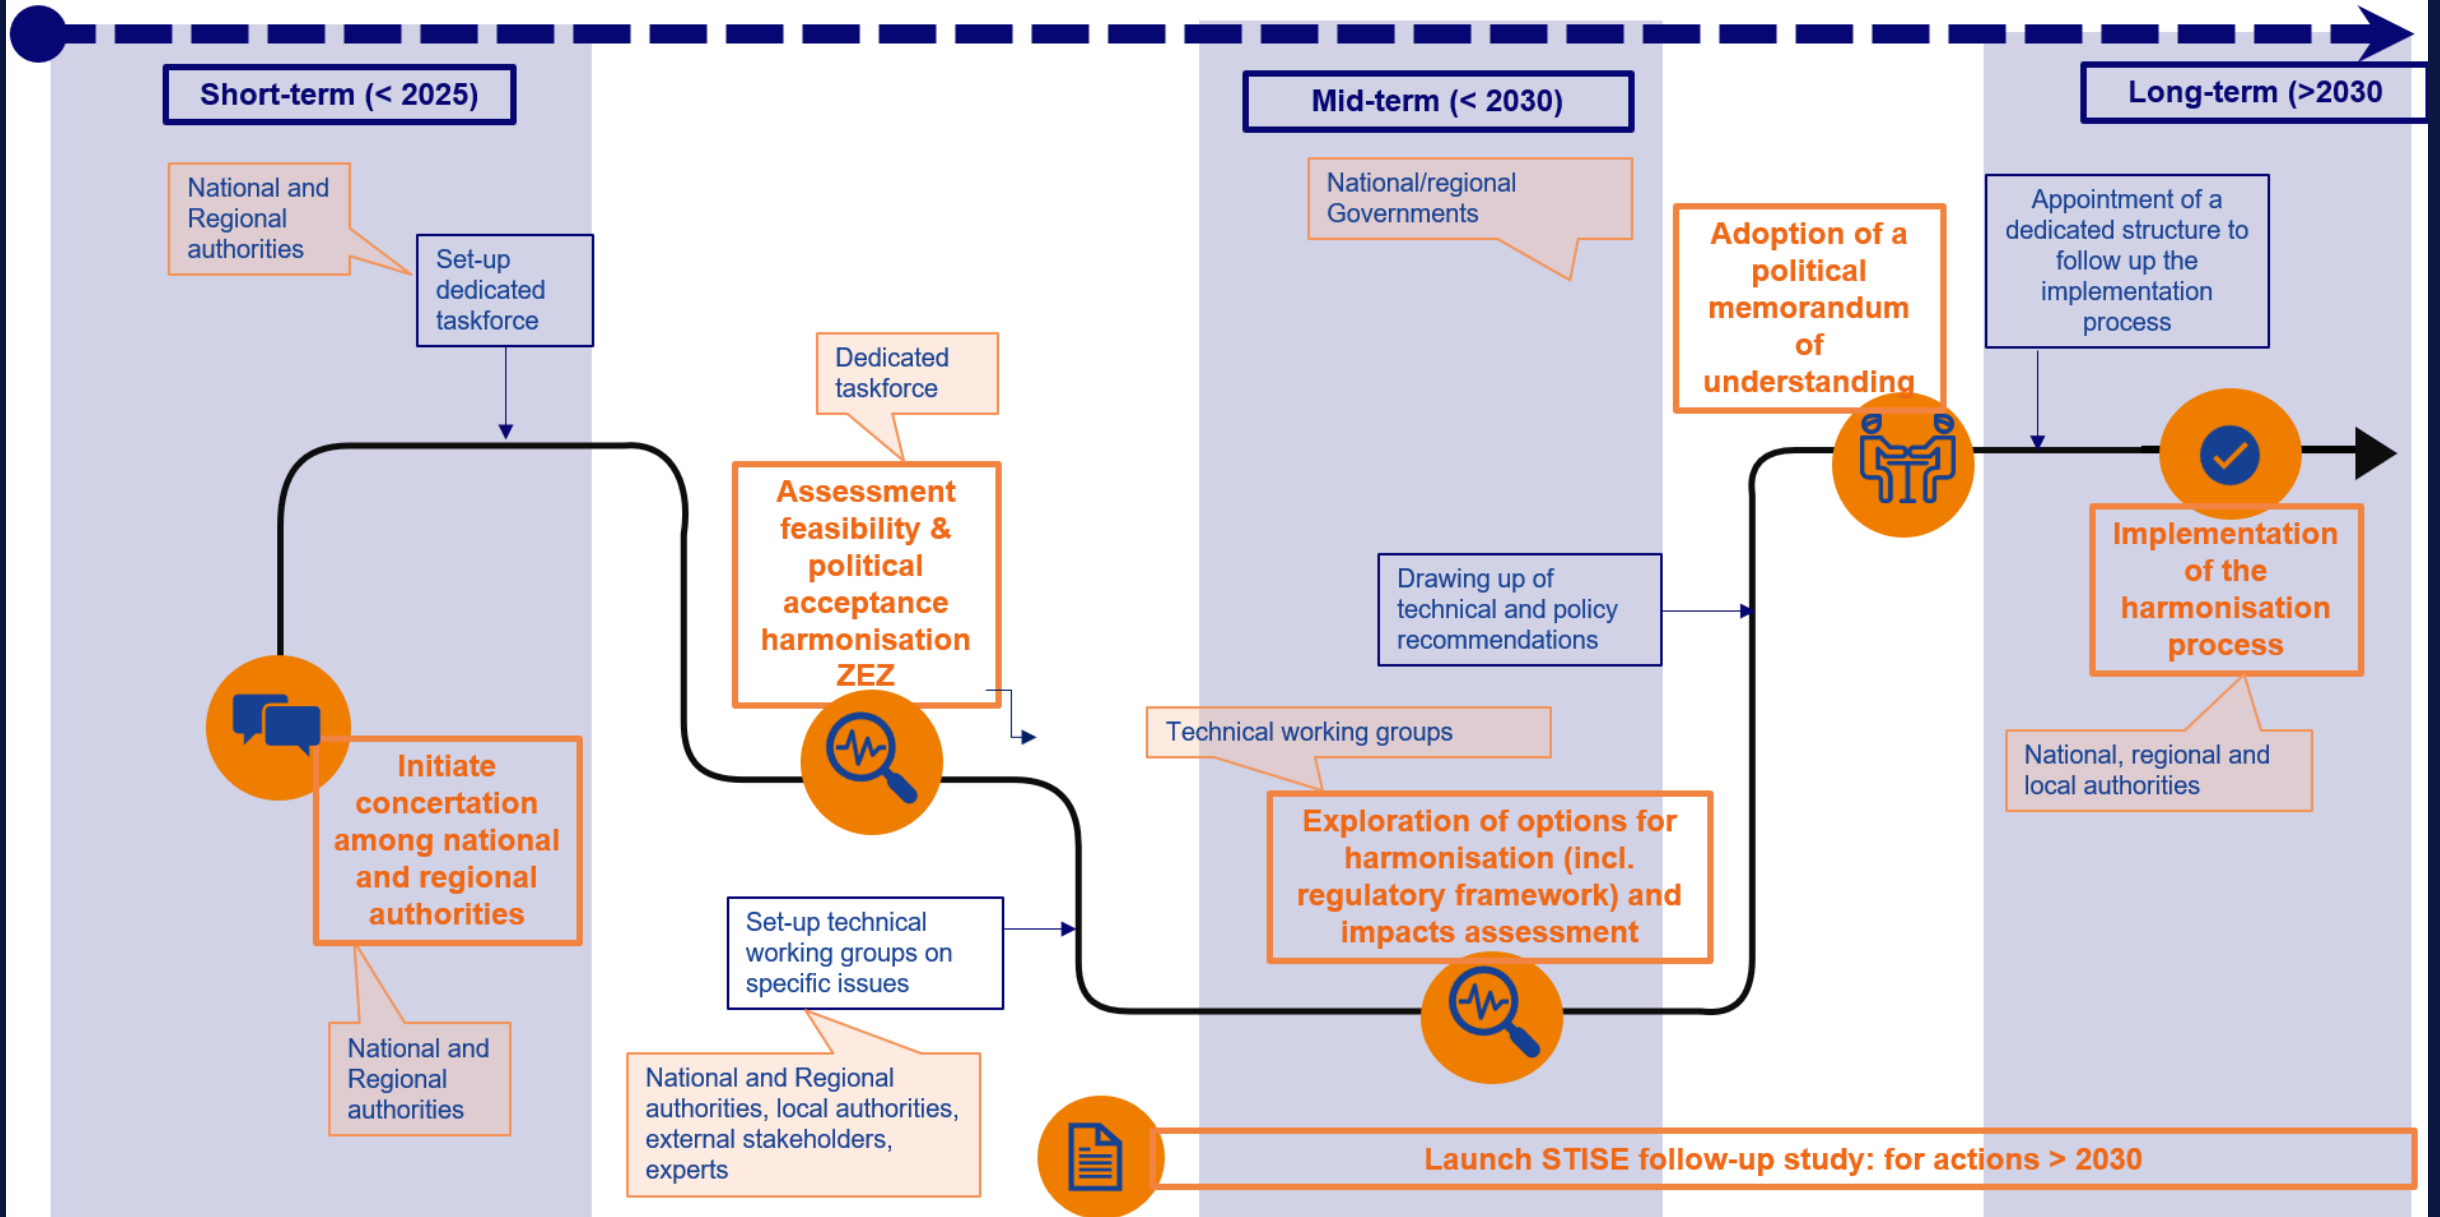 Short-term (< 2025)
Mid-term (< 2030)
Long-term (>2030
National and
Regional
authorities
Set-up
dedicated
taskforce
Initiate
concertation
among national
and regional
authorities
National and
Regional
authorities
Dedicated
taskforce
Assessment
feasibility &
political
acceptance
harmonisation
ZEZ
Set-up technical
working groups on
specific issues
National and Regional
authorities, local authorities,
external stakeholders,
experts
National/regional
Governments
Technical working groups
Exploration of options for
harmonisation (incl.
regulatory framework) and
impacts assessment
Drawing up of
technical and policy
recommendations
Adoption of a
political
memorandum
of
understanding
Appointment of a
dedicated structure to
follow up the
implementation
process
Implementation
of the
harmonisation
process
National, regional and
local authorities
Launch STISE follow-up study: for actions > 2030